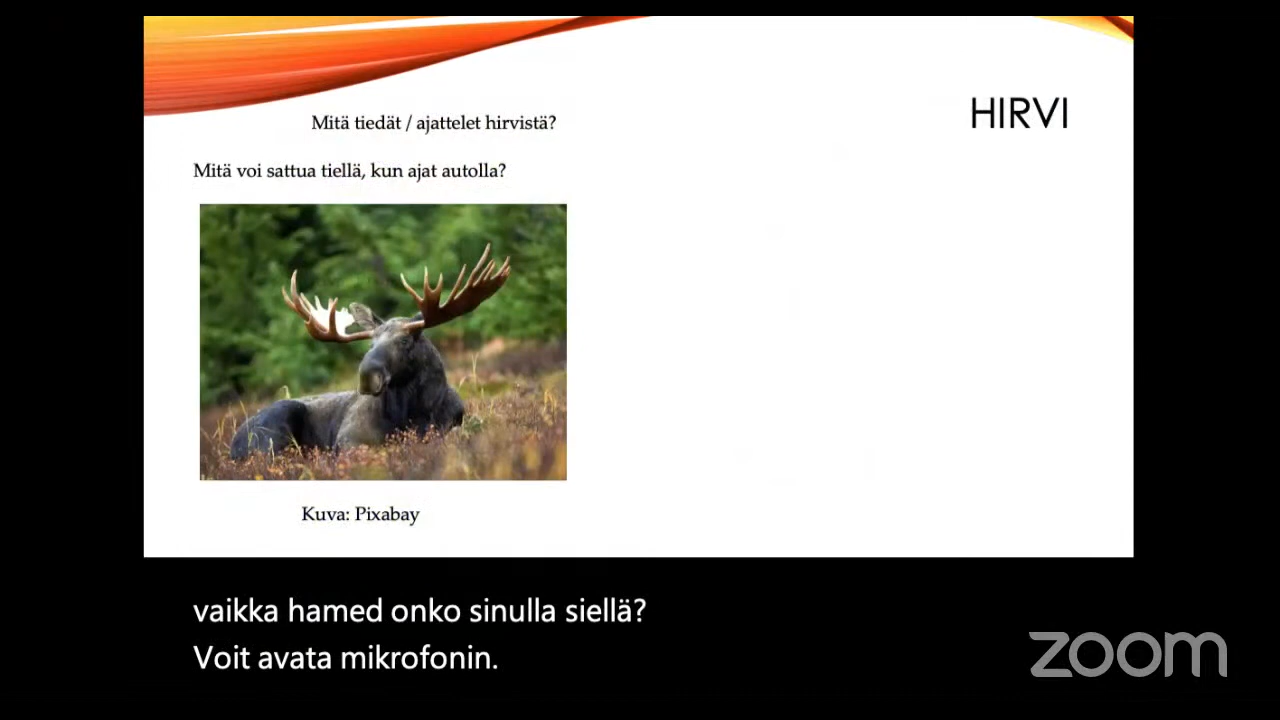 HIRVI
Mitä tiedät / ajattelet hirvistä?
Mitä voi sattua tiellä, kun ajat autolla?
Kuva: Pixabay
vaikka hamed onko sinulla siellä?
Voit avata mikrofonin.
zoom